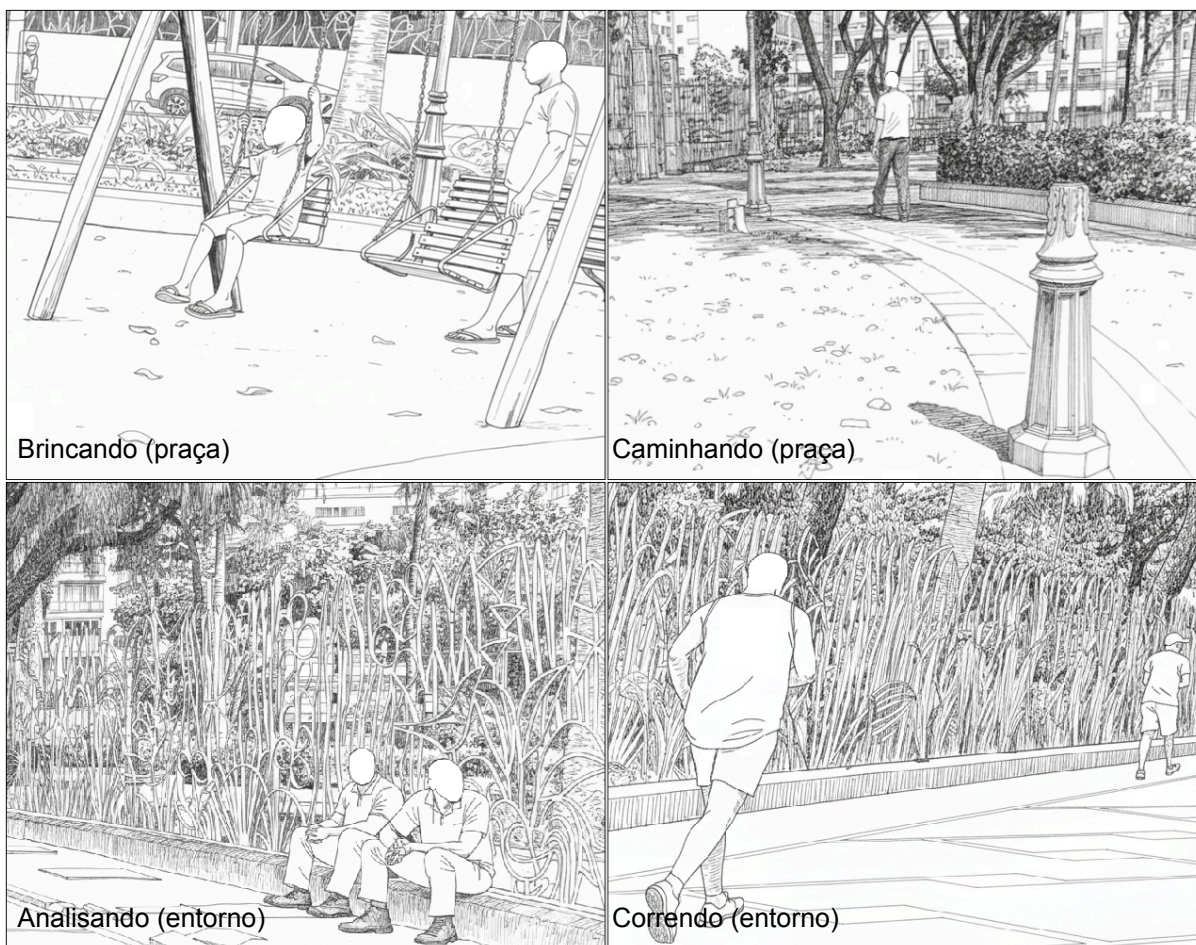 Brincando (praça)
Caminhando (praça)
Analisando (entorno)
Correndo (entorno)